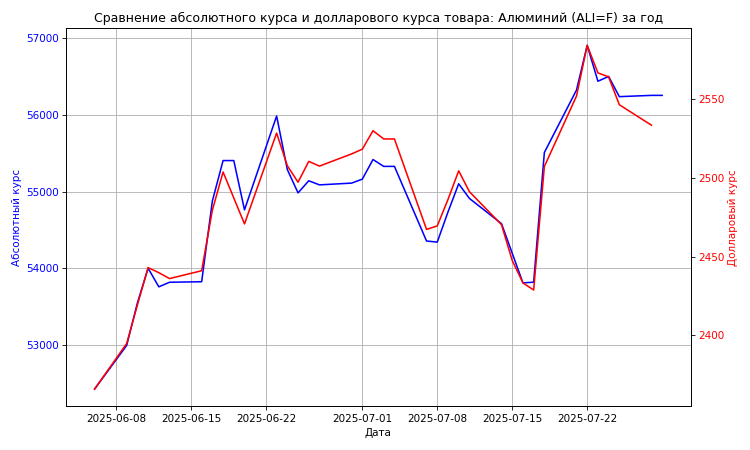 Сравнение абсолютного курса и долларового курса товара: Алюминий (ALI=F) за год
57000
56000
55000
54000
53000
Абсолютный курс
2550
2500
2450
2400
Долларовый курс
2025-06-08 2025-06-15 2025-06-22 2025-07-01 2025-07-08 2025-07-15 2025-07-22
Дата